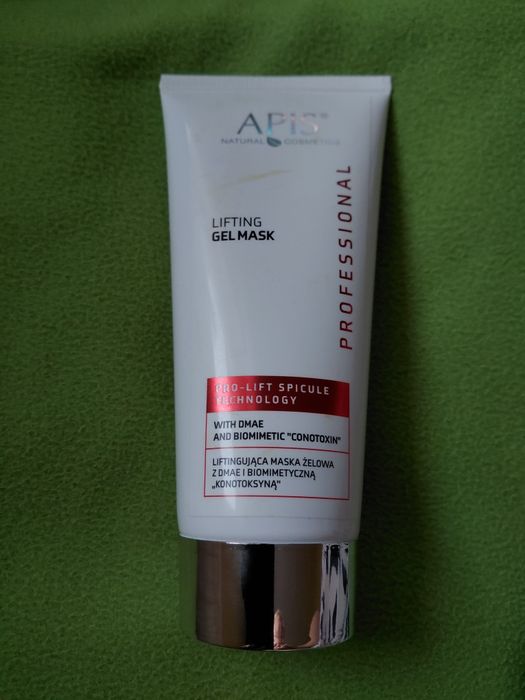 APIS®
NATURAL COSMETICS
LIFTING
GEL MASK
PROFESSIONAL
PRO-LIFT SPICULE
TECHNOLOGY
WITH DMAE
AND BIOMIMETIC "CONOTOXIN"
LIFTINGUJĄCA MASKA ŻELOWA
Z DMAE I BIOMIMETYCZNĄ
„KONOTOKSYNĄ"